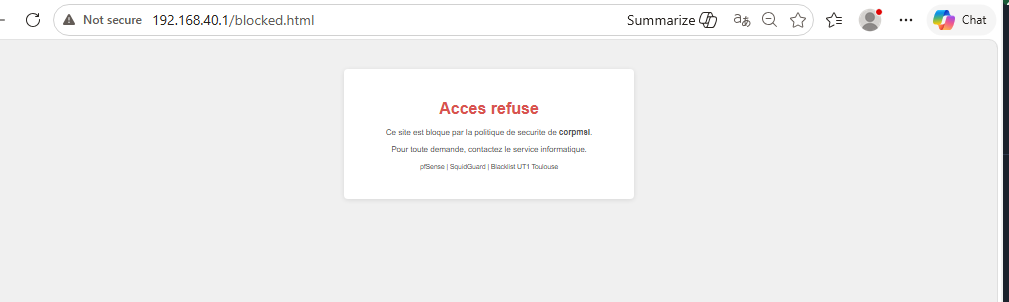 Not secure 192.168.40.1/blocked.html Summarize Chat
Acces refuse
Ce site est bloque par la politique de securite de corpmsl.
Pour toute demande, contactez le service informatique.
pfSense | SquidGuard | Blacklist UT1 Toulouse